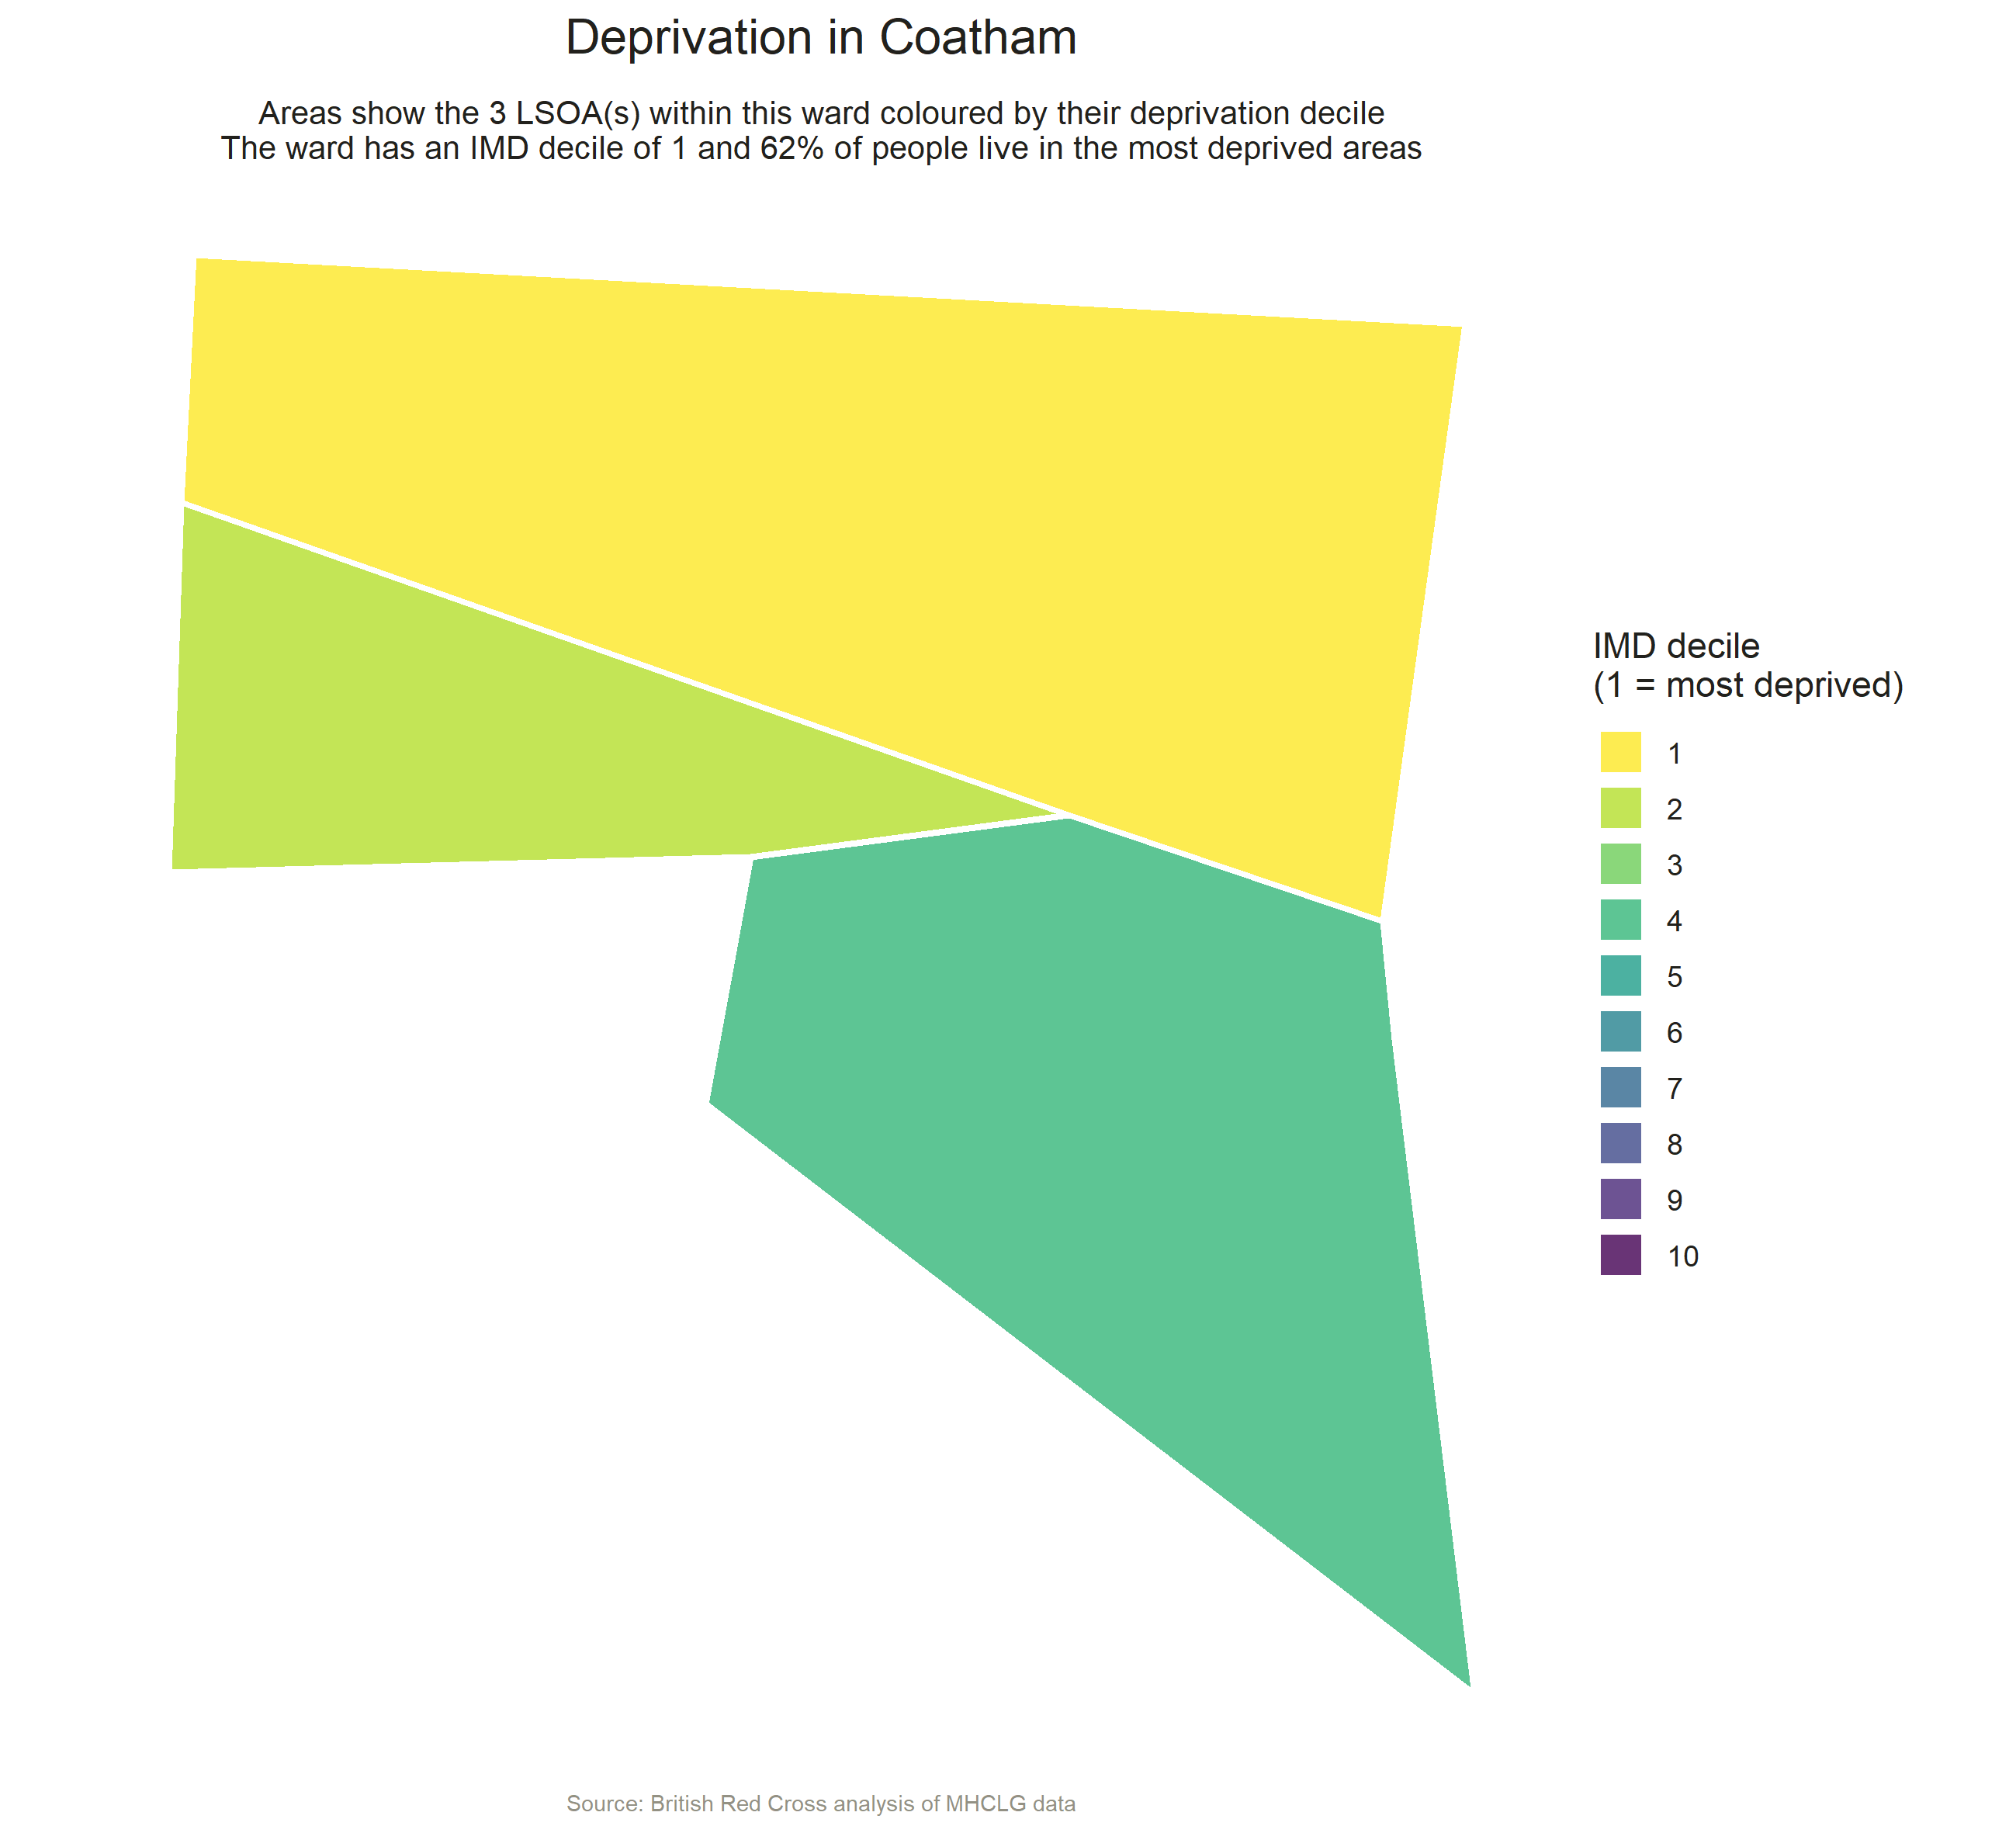 Deprivation in Coatham
Areas show the 3 LSOA(s) within this ward coloured by their deprivation decile
The ward has an IMD decile of 1 and 62% of people live in the most deprived areas
IMD decile
(1 = most deprived)
1
2
3
4
5
6
7
8
9
10
Source: British Red Cross analysis of MHCLG data